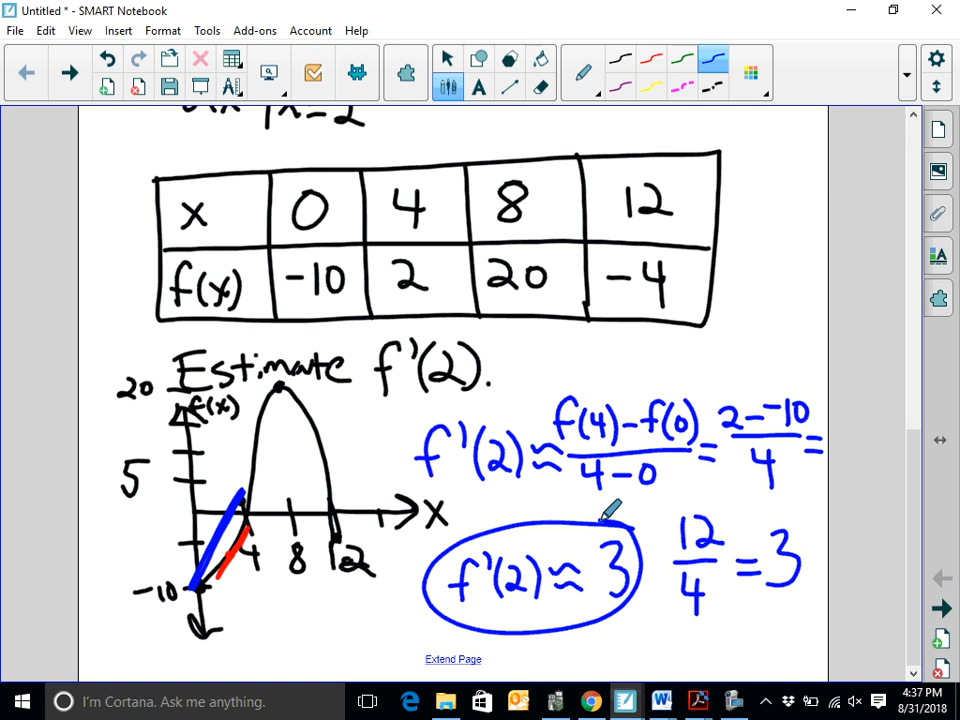 Untitled * - SMART Notebook
File Edit View Insert Format Tools Add-ons Account Help
x=2
x 0 4 8 12
f(x) -10 2 20 -4
Estimate f'(2).
20
f(x)
5
-10
4 8 12
x
f'(2) ≈ f(4)-f(0) / 4-0 = 2--10 / 4 =
12 / 4 = 3
f'(2) ≈ 3
Extend Page
I'm Cortana. Ask me anything.
4:37 PM
8/31/2018